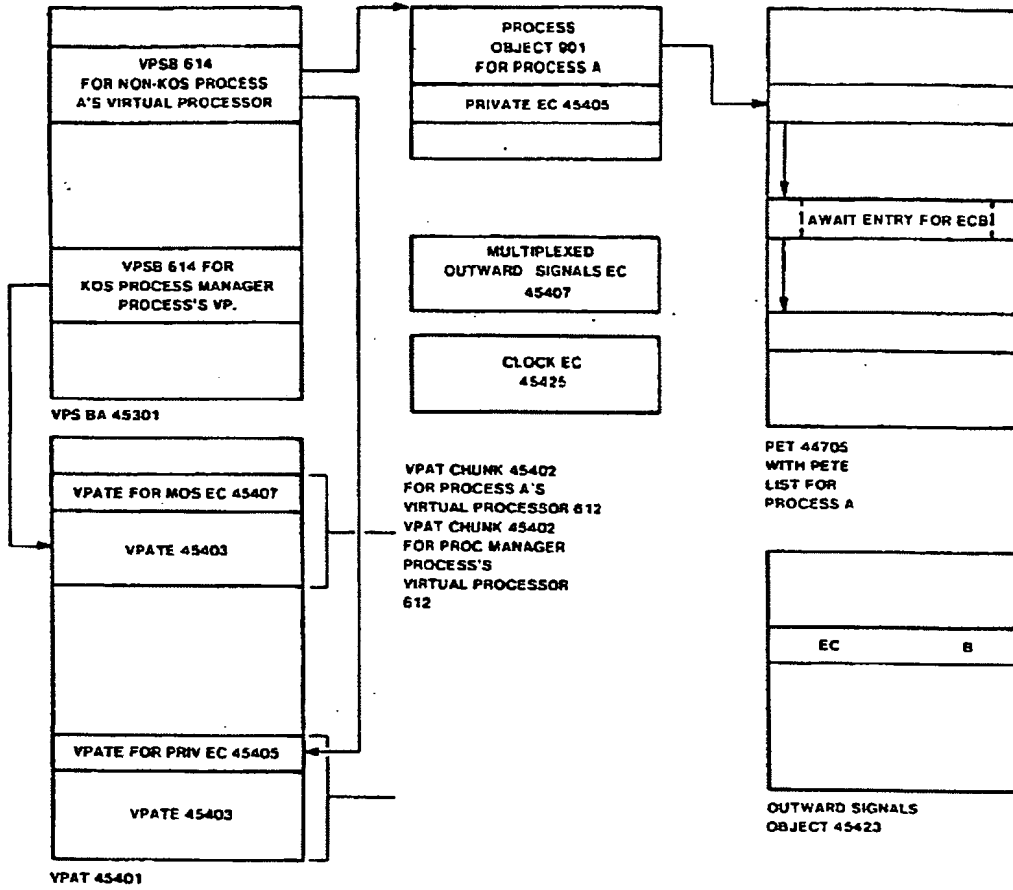 VPSB 614
FOR NON-KOS PROCESS
A'S VIRTUAL PROCESSOR
VPSB 614 FOR
KOS PROCESS MANAGER
PROCESS'S VP.
VPS BA 45301
PROCESS
OBJECT 901
FOR PROCESS A
PRIVATE EC 45405
MULTIPLEXED
OUTWARD SIGNALS EC
45407
CLOCK EC
45425
AWAIT ENTRY FOR ECB
PET 44705
WITH PETE
LIST FOR
PROCESS A
VPATE FOR MOS EC 45407
VPATE 45403
VPATE FOR PRIV EC 45405
VPATE 45403
VPAT 45401
VPAT CHUNK 45402
FOR PROCESS A'S
VIRTUAL PROCESSOR 612
VPAT CHUNK 45402
FOR PROC MANAGER
PROCESS'S
VIRTUAL PROCESSOR
612
EC B
OUTWARD SIGNALS
OBJECT 45423